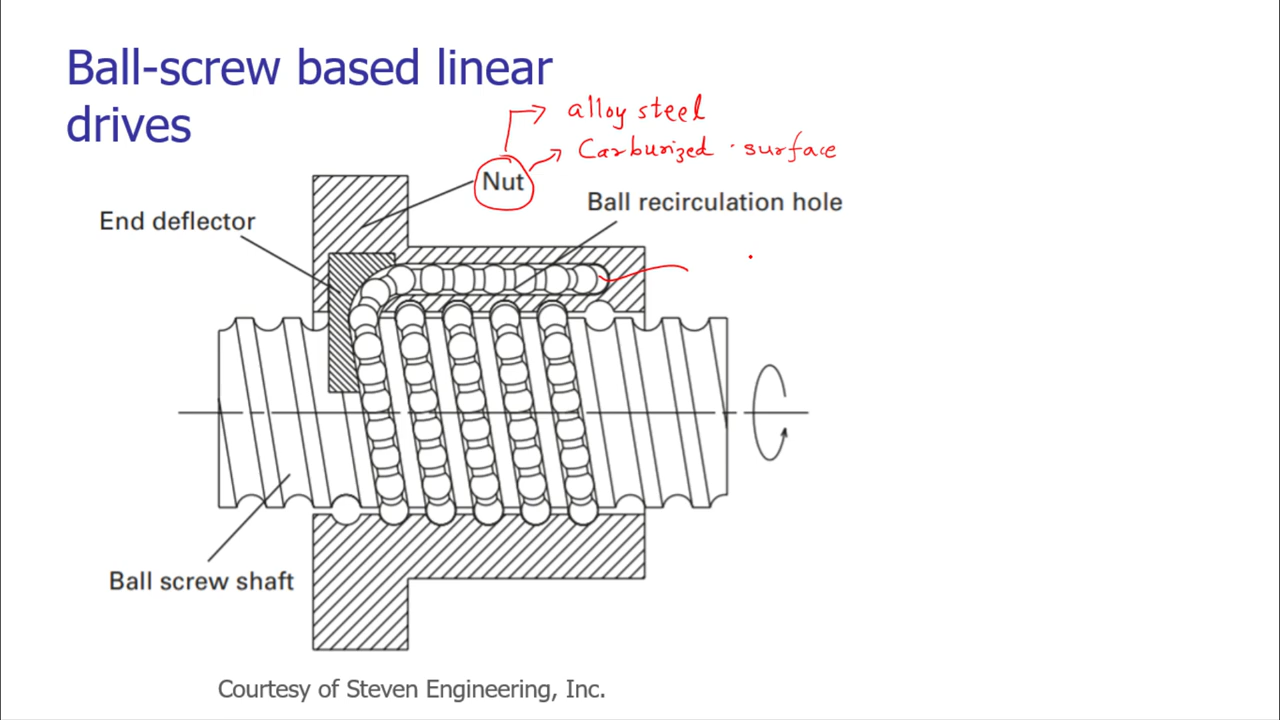 Ball-screw based linear
drives
alloy steel
Carburized surface
Nut
Ball recirculation hole
End deflector
Ball screw shaft
Courtesy of Steven Engineering, Inc.